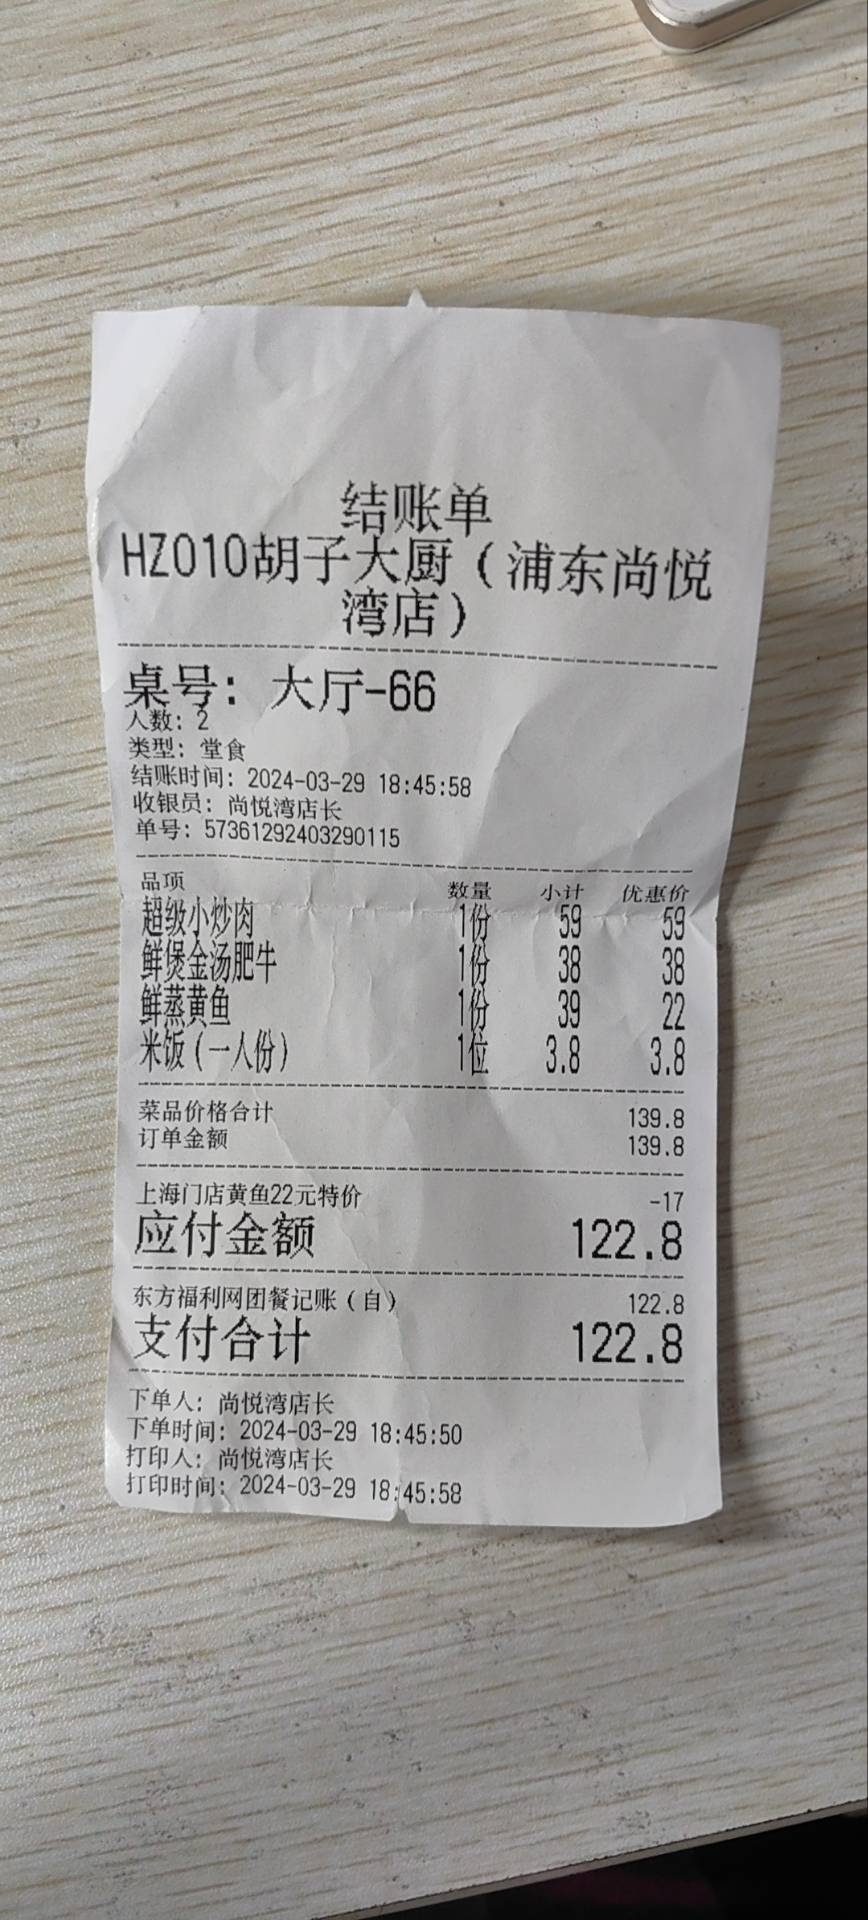 结账单
HZ010胡子大厨（浦东尚悦
湾店）
桌号：大厅-66
人数：2
类型：堂食
结账时间：2024-03-29 18:45:58
收银员：尚悦湾店长
单号：57361292403290115
品项 数量 小计 优惠价
超级小炒肉 1份 59 59
鲜煲金汤肥牛 1份 38 38
鲜蒸黄鱼 1份 39 22
米饭（一人份） 1位 3.8 3.8
菜品价格合计 139.8
订单金额 139.8
上海门店黄鱼22元特价 -17
应付金额 122.8
东方福利网团餐记账（自） 122.8
支付合计 122.8
下单人：尚悦湾店长
下单时间：2024-03-29 18:45:50
打印人：尚悦湾店长
打印时间：2024-03-29 18:45:58